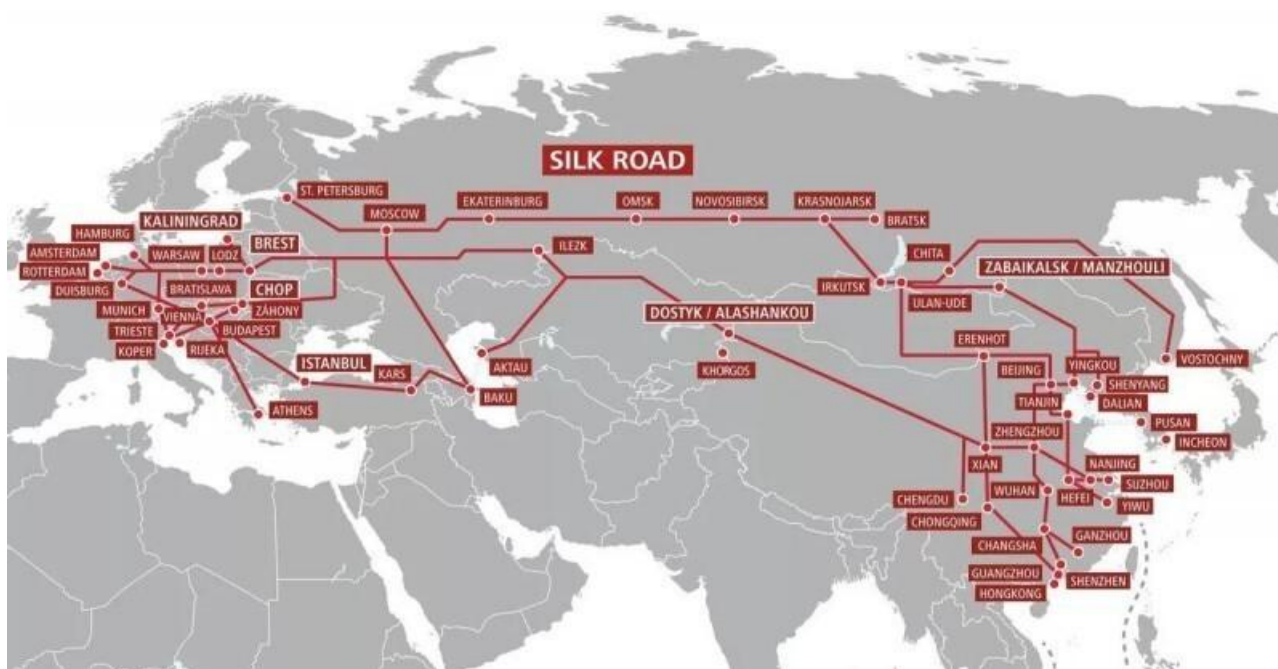 SILK ROAD
ST. PETERSBURG
MOSCOW
EKATERINBURG
OMSK
NOVOSIBIRSK
KRASNOJARSK
BRATSK
KALININGRAD
HAMBURG
AMSTERDAM
WARSAW
LODZ
BREST
ILEZK
CHITA
ZABAIKALSK / MANZHOULI
ROTTERDAM
DUISBURG
BRATISLAVA
CHOP
IRKUTSK
ULAN-UDE
MUNICH
VIENNA
ZÁHONY
DOSTYK / ALASHANKOU
TRIESTE
BUDAPEST
KOPER
RIJEKA
ISTANBUL
KARS
AKTAU
KHORGOS
ERENHOT
BEIJING
YINGKOU
VOSTOCHNY
SHENYANG
BAKU
TIANJIN
DALIAN
ATHENS
PUSAN
ZHENGZHOU
INCHEON
XIAN
NANJING
WUHAN
SUZHOU
CHENGDU
HEFEI
YIWU
CHONGQING
CHANGSHA
GANZHOU
GUANGZHOU
SHENZHEN
HONGKONG